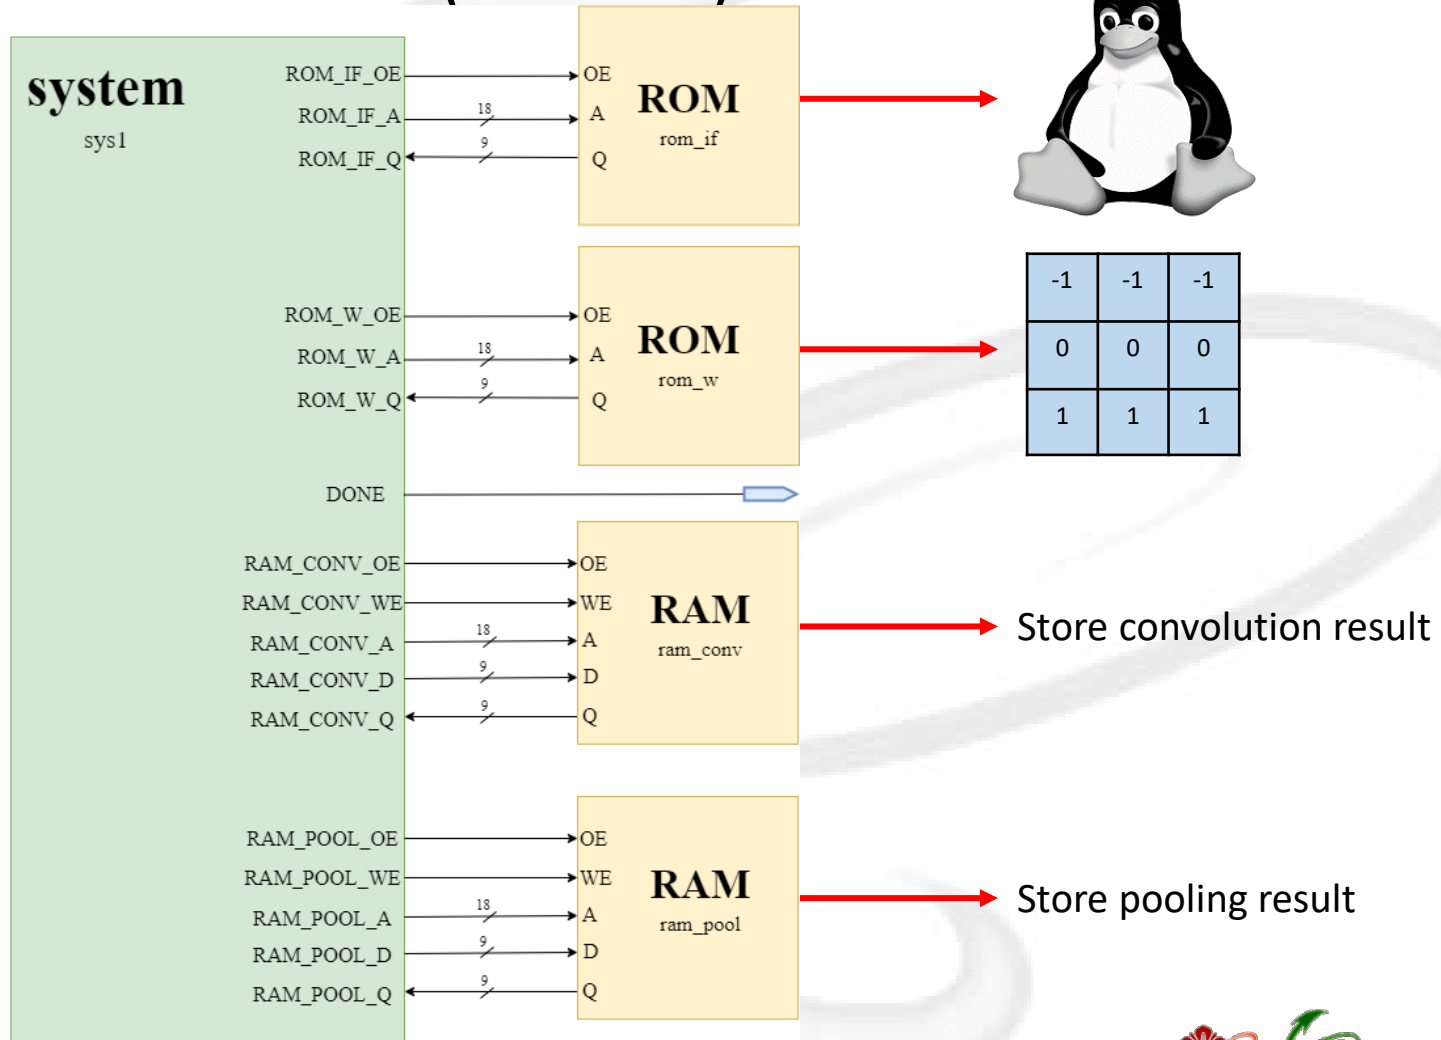 system
sys1
ROM_IF_OE
ROM_IF_A
ROM_IF_Q
18
9
OE
A
Q
ROM
rom_if
ROM_W_OE
ROM_W_A
ROM_W_Q
18
9
OE
A
Q
ROM
rom_w
-1 -1 -1
0 0 0
1 1 1
DONE
RAM_CONV_OE
RAM_CONV_WE
RAM_CONV_A
RAM_CONV_D
RAM_CONV_Q
18
9
9
OE
WE
A
D
Q
RAM
ram_conv
Store convolution result
RAM_POOL_OE
RAM_POOL_WE
RAM_POOL_A
RAM_POOL_D
RAM_POOL_Q
18
9
9
OE
WE
A
D
Q
RAM
ram_pool
Store pooling result